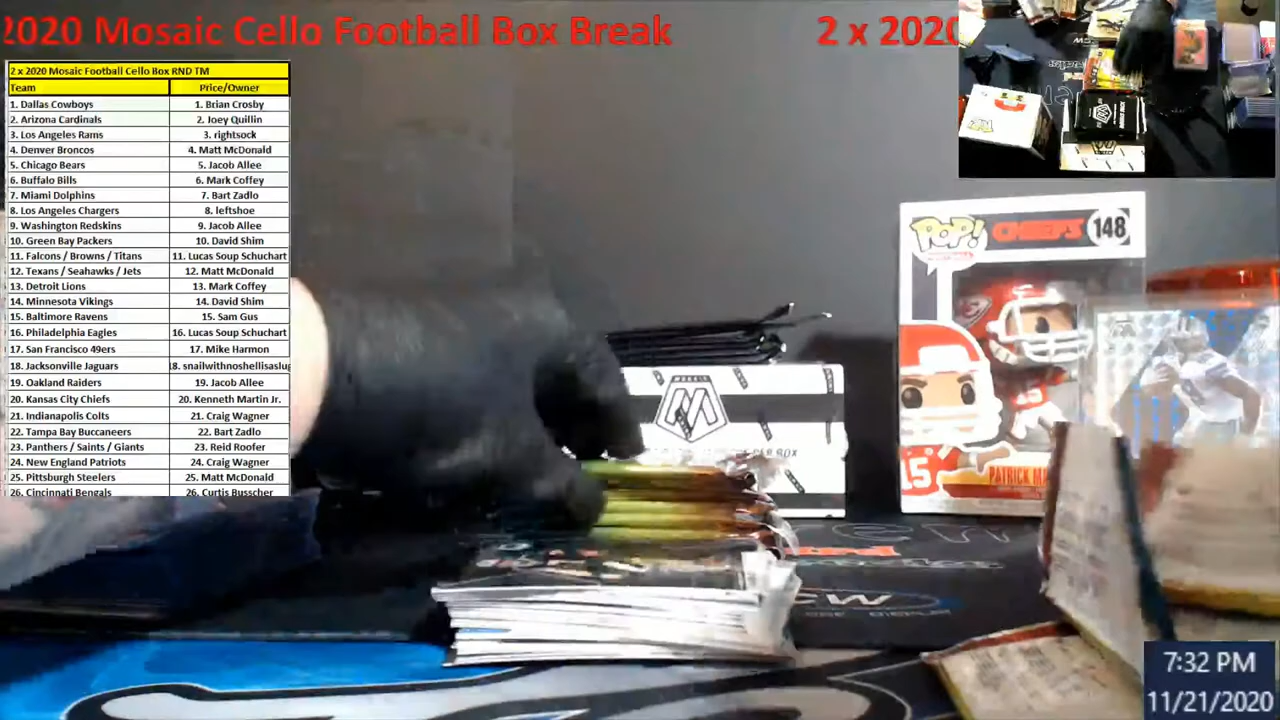 2020 Mosaic Cello Football Box Break 2 x 2020
2 x 2020 Mosaic Football Cello Box RND TM
Team Price/Owner
1. Dallas Cowboys 1. Brian Crosby
2. Arizona Cardinals 2. Joey Quillin
3. Los Angeles Rams 3. rightsock
4. Denver Broncos 4. Matt McDonald
5. Chicago Bears 5. Jacob Allee
6. Buffalo Bills 6. Mark Coffey
7. Miami Dolphins 7. Bart Zadlo
8. Los Angeles Chargers 8. leftshoe
9. Washington Redskins 9. Jacob Allee
10. Green Bay Packers 10. David Shim
11. Falcons / Browns / Titans 11. Lucas Soup Schuchart
12. Texans / Seahawks / Jets 12. Matt McDonald
13. Detroit Lions 13. Mark Coffey
14. Minnesota Vikings 14. David Shim
15. Baltimore Ravens 15. Sam Gus
16. Philadelphia Eagles 16. Lucas Soup Schuchart
17. San Francisco 49ers 17. Mike Harmon
18. Jacksonville Jaguars 18. snailwithnoshellisaslug
19. Oakland Raiders 19. Jacob Allee
20. Kansas City Chiefs 20. Kenneth Martin Jr.
21. Indianapolis Colts 21. Craig Wagner
22. Tampa Bay Buccaneers 22. Bart Zadlo
23. Panthers / Saints / Giants 23. Reid Roofer
24. New England Patriots 24. Craig Wagner
25. Pittsburgh Steelers 25. Matt McDonald
26. Cincinnati Bengals 26. Curtis Busscher
POP! CHIEFS 148
15
PATRICK MA
MOSAIC
BOX
7:32 PM
11/21/2020